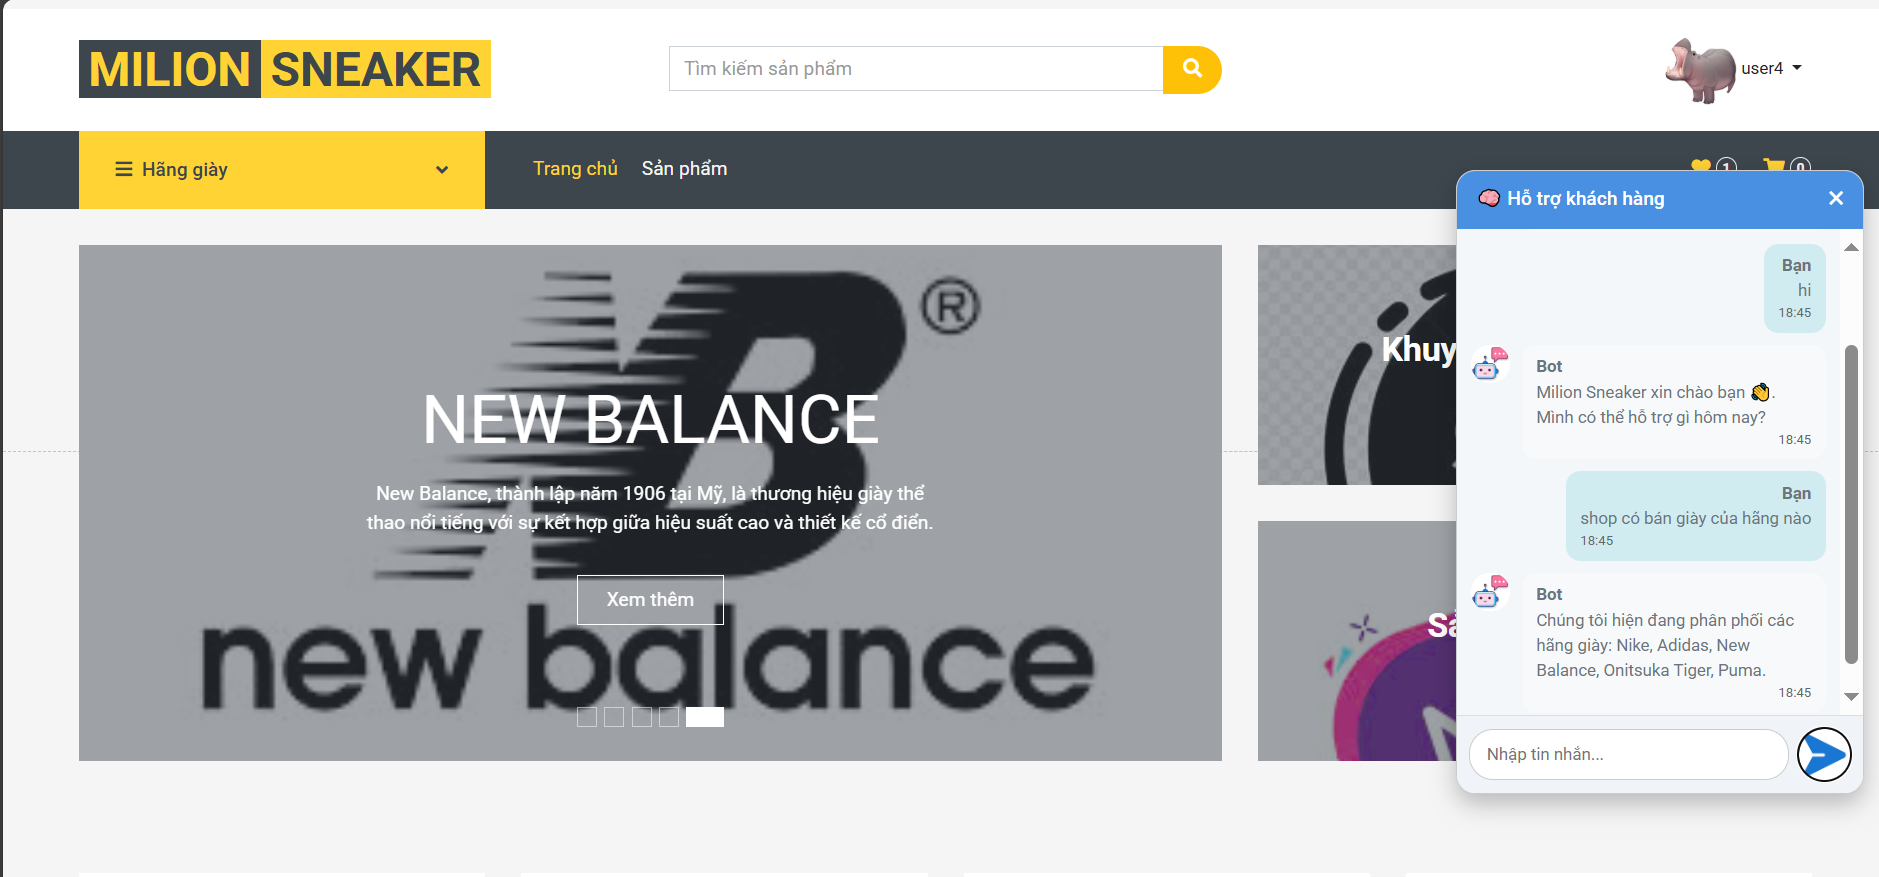 MILION SNEAKER
Tìm kiếm sản phẩm
user4
Hãng giày
Trang chủ
Sản phẩm
1
0
®
NEW BALANCE
New Balance, thành lập năm 1906 tại Mỹ, là thương hiệu giày thể
thao nổi tiếng với sự kết hợp giữa hiệu suất cao và thiết kế cổ điển.
Xem thêm
new balance
Khuy
Hỗ trợ khách hàng
Bạn
hi
18:45
Bot
Milion Sneaker xin chào bạn 👋.
Mình có thể hỗ trợ gì hôm nay?
18:45
Bạn
shop có bán giày của hãng nào
18:45
Bot
Chúng tôi hiện đang phân phối các
hãng giày: Nike, Adidas, New
Balance, Onitsuka Tiger, Puma.
18:45
Nhập tin nhắn...